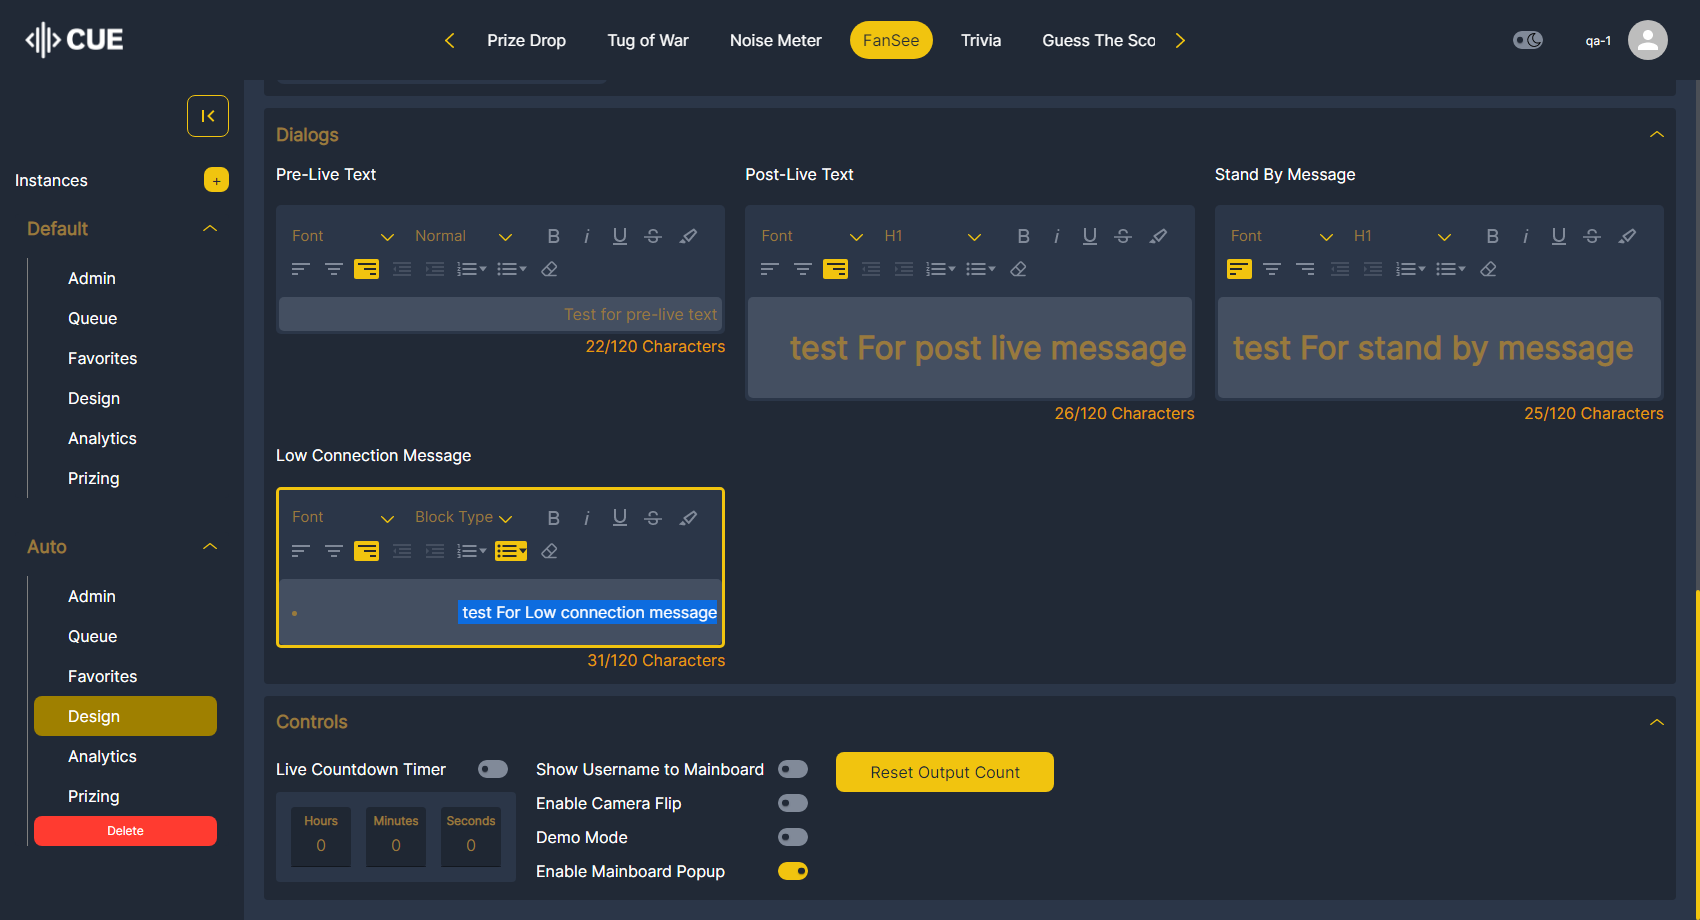 CUE
Prize Drop
Tug of War
Noise Meter
FanSee
Trivia
Guess The Sco
qa-1
Instances
+
Default
Admin
Queue
Favorites
Design
Analytics
Prizing
Auto
Admin
Queue
Favorites
Design
Analytics
Prizing
Delete
Dialogs
Pre-Live Text
Font
Normal
B i U S
Test for pre-live text
22/120 Characters
Post-Live Text
Font
H1
B i U S
test For post live message
26/120 Characters
Stand By Message
Font
H1
B i U S
test For stand by message
25/120 Characters
Low Connection Message
Font
Block Type
B i U S
• test For Low connection message
31/120 Characters
Controls
Live Countdown Timer
Hours
0
Minutes
0
Seconds
0
Show Username to Mainboard
Enable Camera Flip
Demo Mode
Enable Mainboard Popup
Reset Output Count